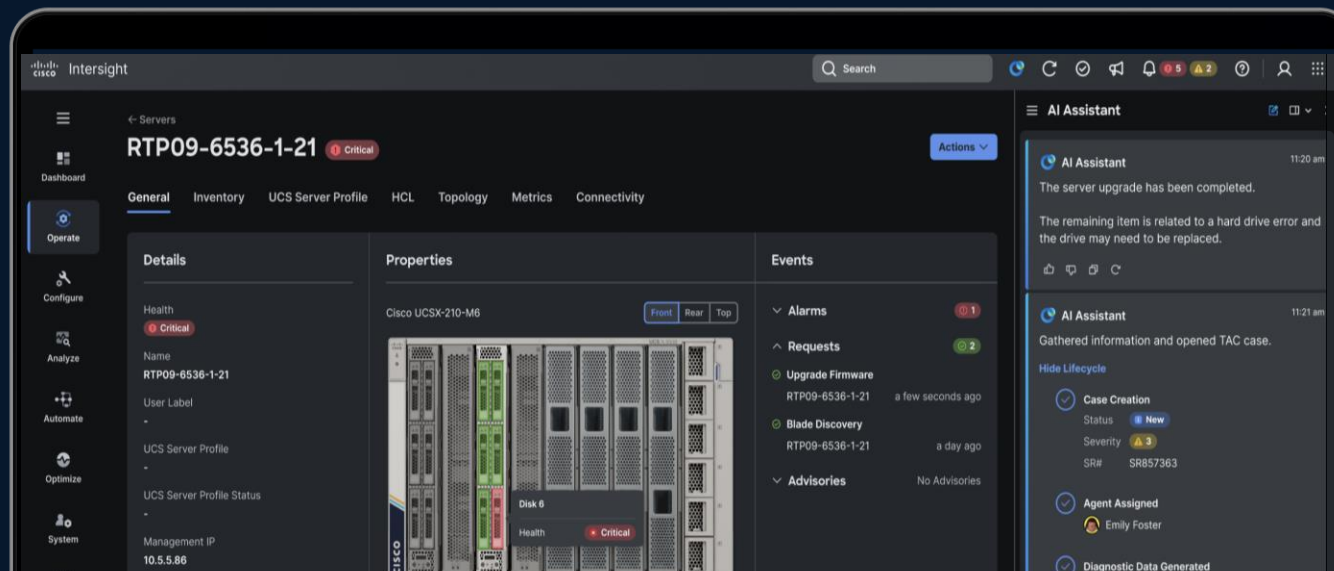 CISCO Intersight
Search
5
2
← Servers
RTP09-6536-1-21 Critical
Actions
Dashboard
Operate
Configure
Analyze
Automate
Optimize
System
General Inventory UCS Server Profile HCL Topology Metrics Connectivity
Details
Health
Critical
Name
RTP09-6536-1-21
User Label
-
UCS Server Profile
-
UCS Server Profile Status
-
Management IP
10.5.5.86
Properties
Cisco UCSX-210-M6
Front Rear Top
CISCO
Disk 6
Health Critical
Events
Alarms 1
Requests 2
Upgrade Firmware
RTP09-6536-1-21 a few seconds ago
Blade Discovery
RTP09-6536-1-21 a day ago
Advisories No Advisories
AI Assistant
AI Assistant 11:20 am
The server upgrade has been completed.
The remaining item is related to a hard drive error and
the drive may need to be replaced.
AI Assistant 11:21 am
Gathered information and opened TAC case.
Hide Lifecycle
Case Creation
Status New
Severity 3
SR# SR857363
Agent Assigned
Emily Foster
Diagnostic Data Generated